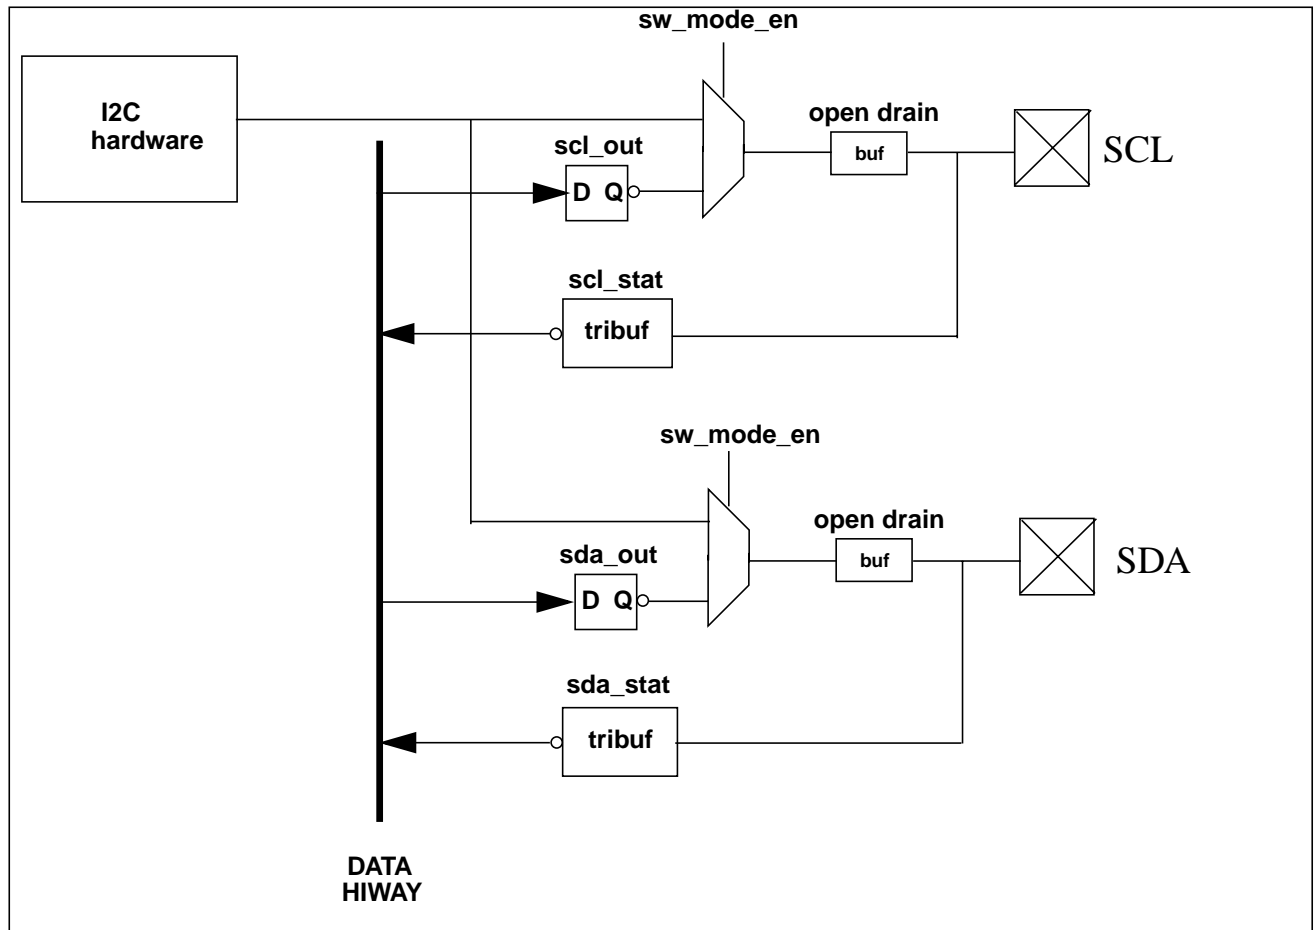 sw_mode_en
I2C
hardware
open drain
buf
SCL
scl_out
D Q
scl_stat
tribuf
sw_mode_en
open drain
buf
SDA
sda_out
D Q
sda_stat
tribuf
DATA
HIWAY